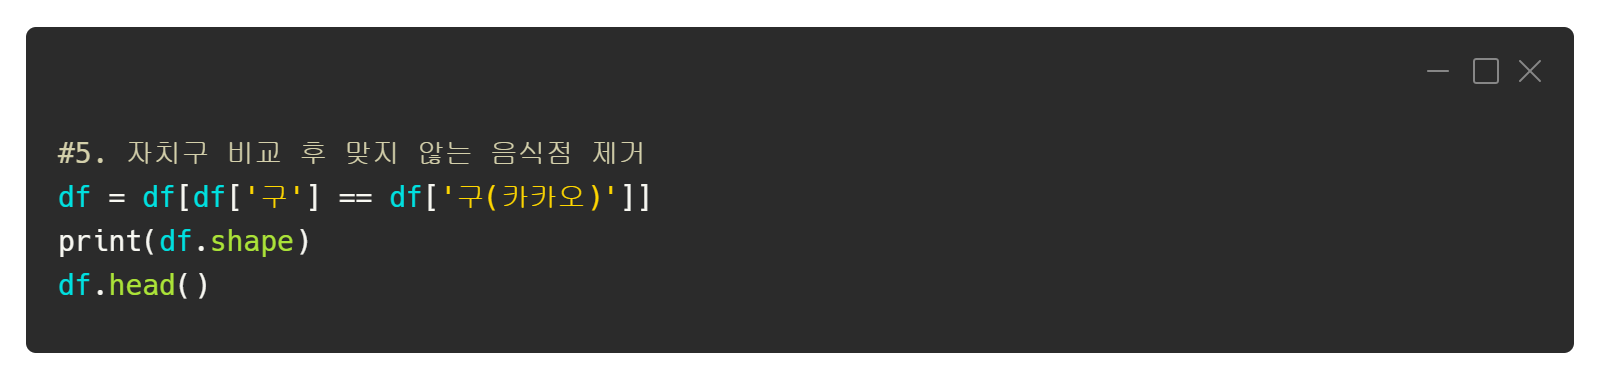 #5. 자치구 비교 후 맞지 않는 음식점 제거
df = df[df['구'] == df['구(카카오)']]
print(df.shape)
df.head()